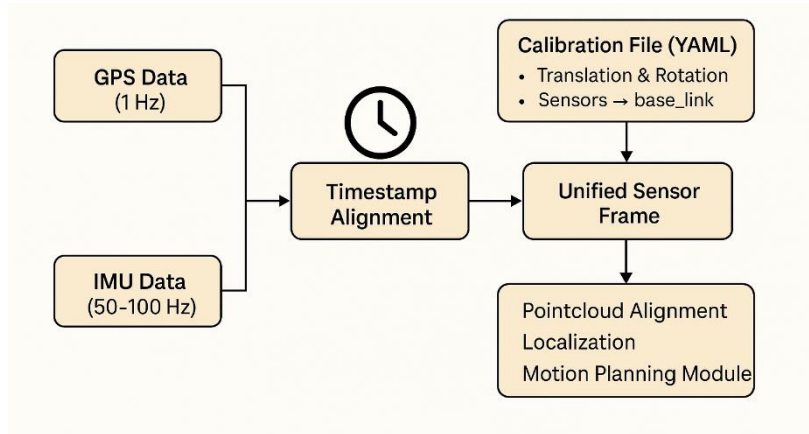 GPS Data
(1 Hz)
IMU Data
(50-100 Hz)
Timestamp
Alignment
Calibration File (YAML)
• Translation & Rotation
• Sensors → base_link
Unified Sensor
Frame
Pointcloud Alignment
Localization
Motion Planning Module